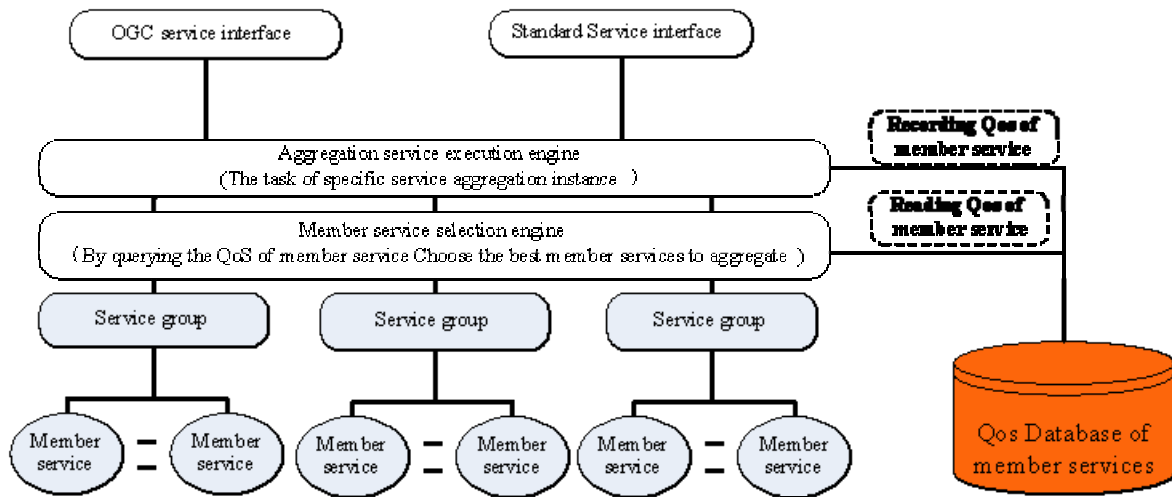 OGC service interface
Standard Service interface
Recording Qos of
member service
Aggregation service execution engine
(The task of specific service aggregation instance )
Reading Qos of
member service
Member service selection engine
(By querying the QoS of member service Choose the best member services to aggregate )
Service group
Service group
Service group
Member
service
Member
service
Member
service
Member
service
Member
service
Member
service
Qos Database of
member services